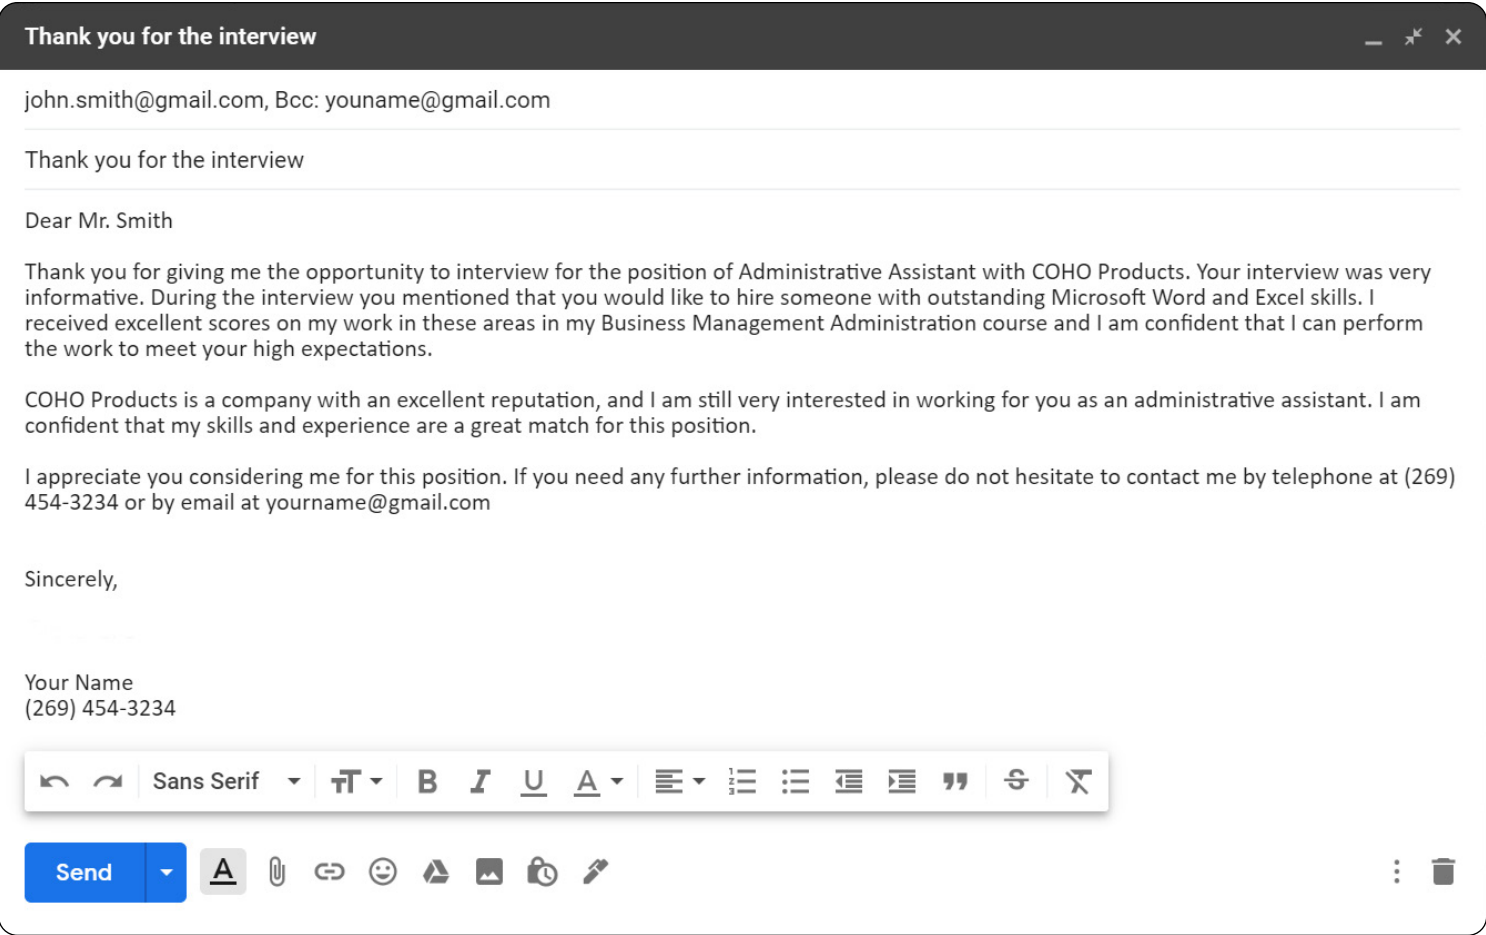 Thank you for the interview
john.smith@gmail.com, Bcc: youname@gmail.com
Thank you for the interview
Dear Mr. Smith
Thank you for giving me the opportunity to interview for the position of Administrative Assistant with COHO Products. Your interview was very
informative. During the interview you mentioned that you would like to hire someone with outstanding Microsoft Word and Excel skills. I
received excellent scores on my work in these areas in my Business Management Administration course and I am confident that I can perform
the work to meet your high expectations.
COHO Products is a company with an excellent reputation, and I am still very interested in working for you as an administrative assistant. I am
confident that my skills and experience are a great match for this position.
I appreciate you considering me for this position. If you need any further information, please do not hesitate to contact me by telephone at (269)
454-3234 or by email at yourname@gmail.com
Sincerely,
Your Name
(269) 454-3234
Sans Serif
Send